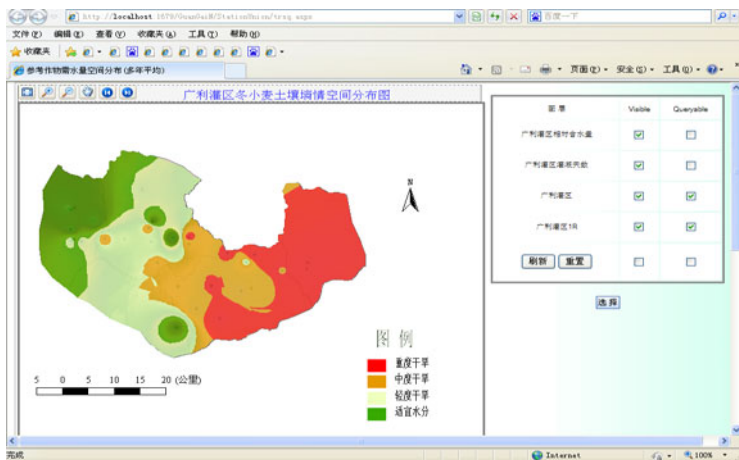 http://localhost:1579/GuanGaiW/StationUnion/trsq.aspx
百度一下
文件(F) 编辑(E) 查看(V) 收藏夹(A) 工具(T) 帮助(H)
收藏夹
参考作物需水量空间分布(多年平均)
页面(P) 安全(S) 工具(O)
广利灌区冬小麦土壤墒情空间分布图
N
图例
重度干旱
中度干旱
轻度干旱
适宜水分
5 0 5 10 15 20 (公里)
图层 Visible Queryable
广利灌区相对含水量
广利灌区灌溉天数
广利灌区
广利灌区IR
刷新 重置
选择
完成 Internet 100%